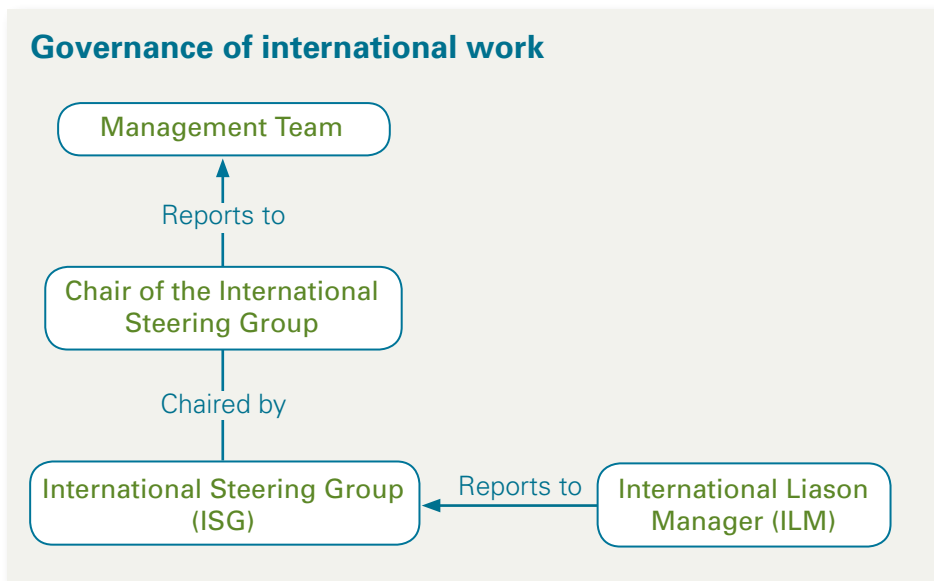 Governance of international work
Management Team
Reports to
Chair of the International
Steering Group
Chaired by
International Steering Group
(ISG)
Reports to
International Liason
Manager (ILM)